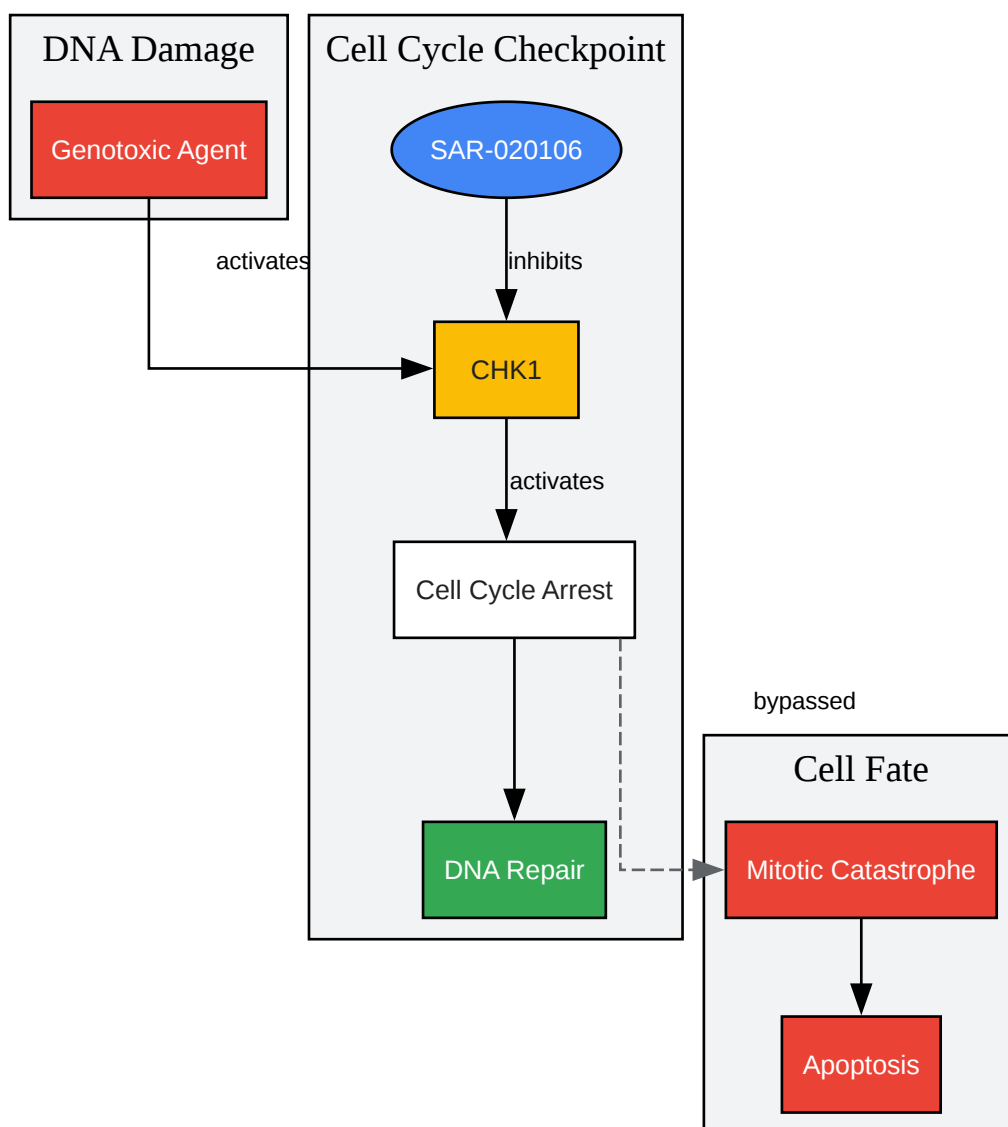 DNA Damage
Cell Cycle Checkpoint
Genotoxic Agent
SAR-020106
activates
inhibits
CHK1
activates
Cell Cycle Arrest
bypassed
Cell Fate
DNA Repair
Mitotic Catastrophe
Apoptosis